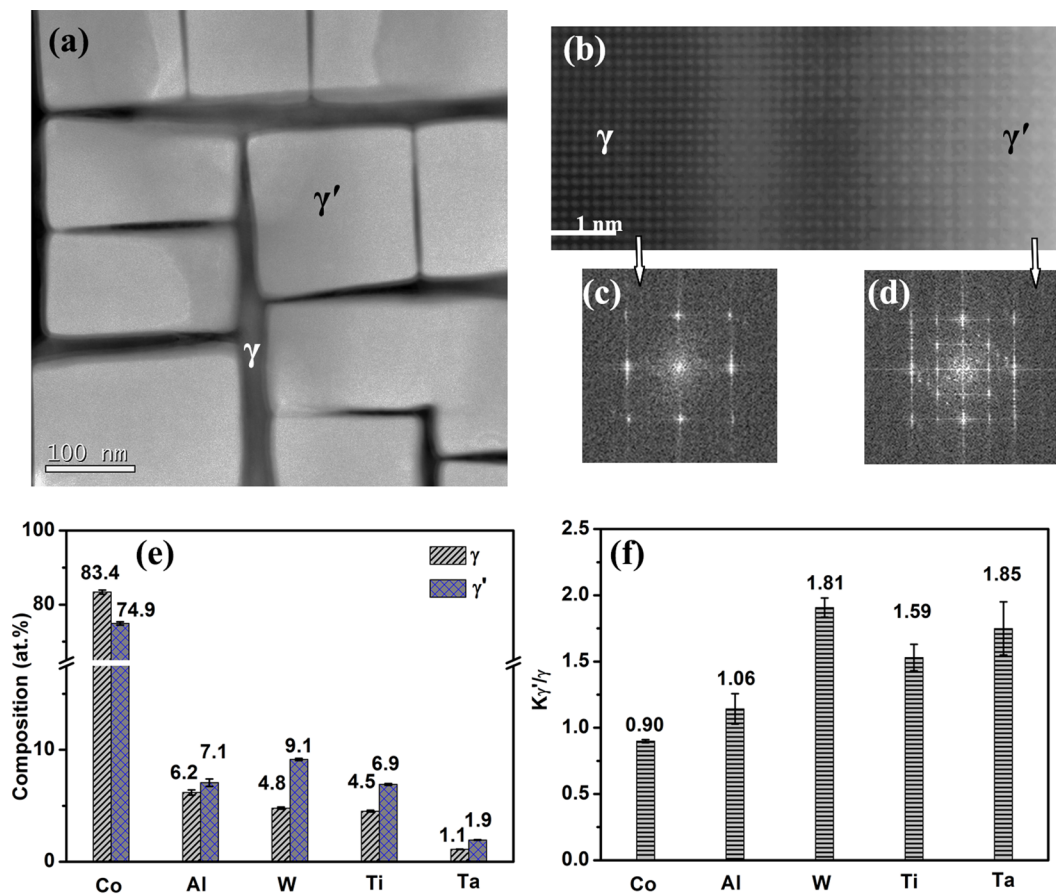 (a)
γ′
γ
100 nm
(b)
γ
γ′
1 nm
(c)
(d)
(e)
Composition (at.%)
100
80
10
0
83.4
74.9
6.2
7.1
4.8
9.1
4.5
6.9
1.1
1.9
γ
γ'
Co Al W Ti Ta
(f)
Kγ'/γ
2.5
2.0
1.5
1.0
0.5
0.0
0.90
1.06
1.81
1.59
1.85
Co Al W Ti Ta